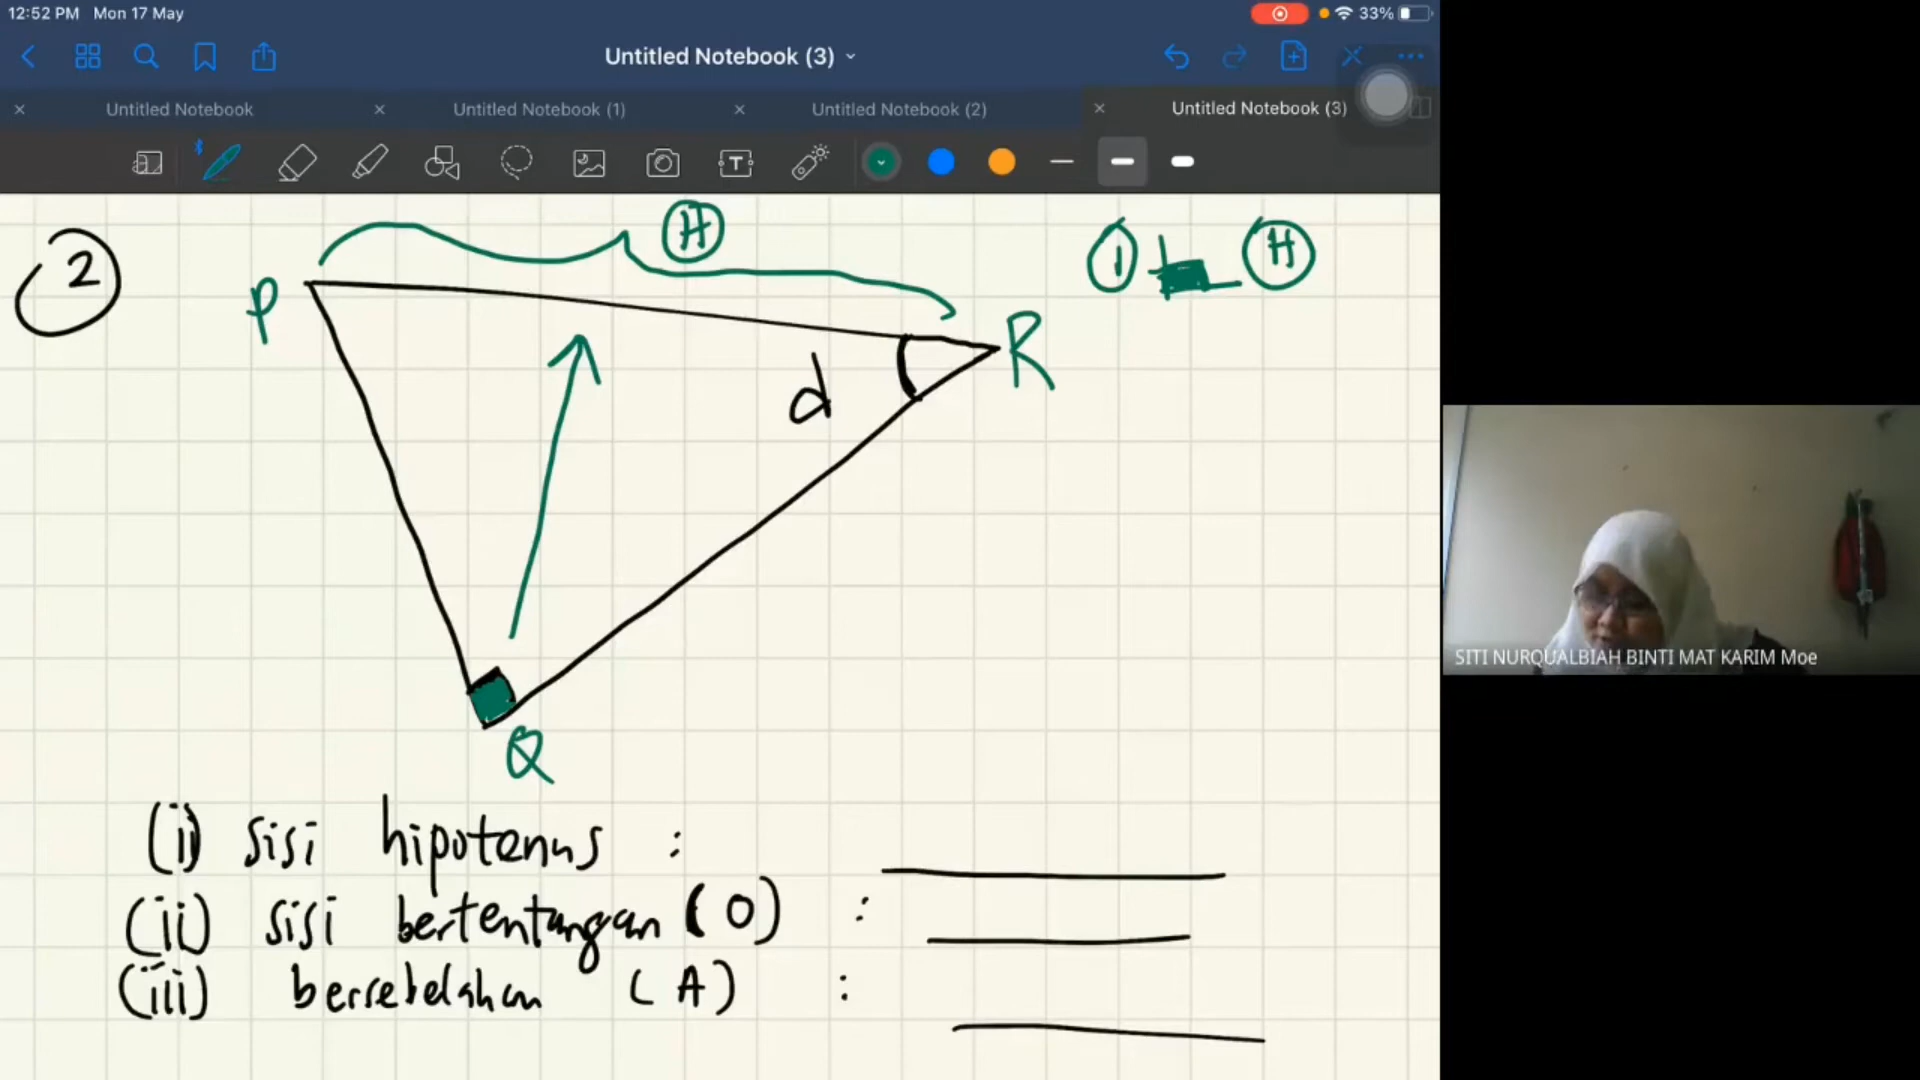 12:52 PM Mon 17 May
33%
Untitled Notebook (3)
Untitled Notebook
Untitled Notebook (1)
Untitled Notebook (2)
Untitled Notebook (3)
T
2
H
1 H
P
R
d
Q
(i) sisi hipotenus :
(ii) sisi bertentangan (O) :
(iii) bersebelahan (A) :
SITI NURQUALBIAH BINTI MAT KARIM Moe